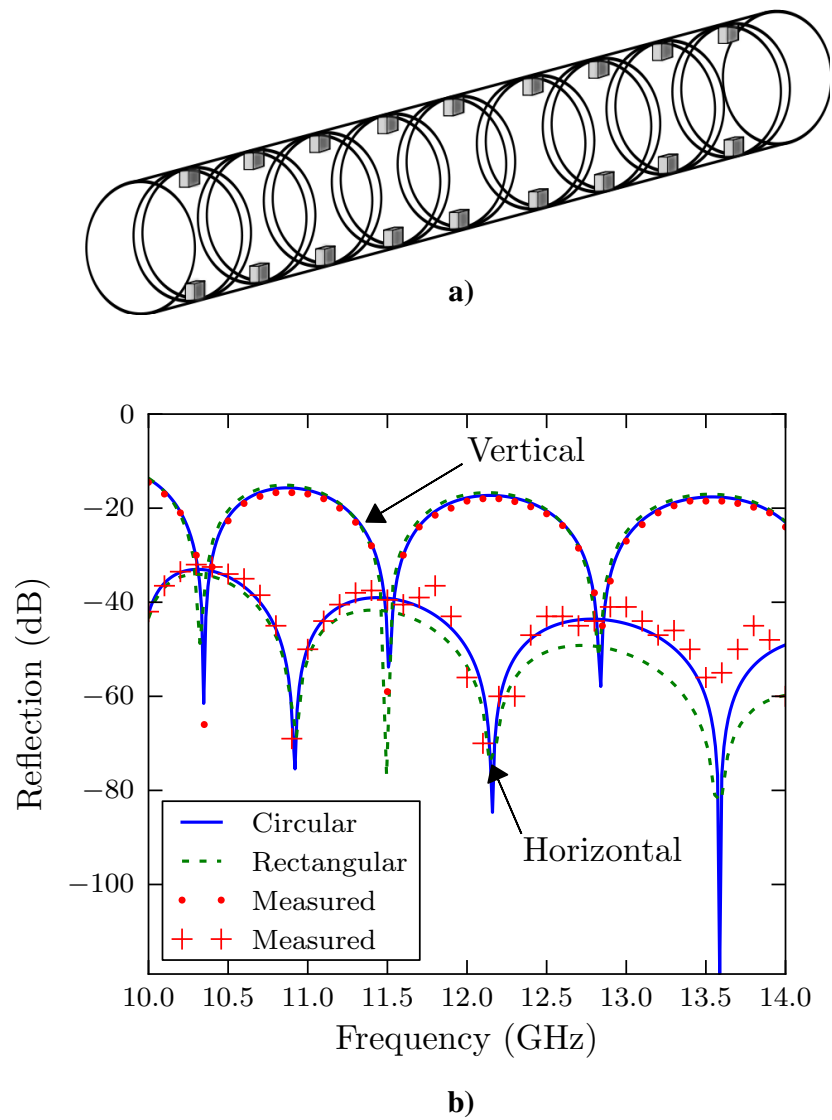 a)
0
−20
−40
−60
−80
−100
Reflection (dB)
Vertical
Horizontal
Circular
Rectangular
Measured
Measured
10.0 10.5 11.0 11.5 12.0 12.5 13.0 13.5 14.0
Frequency (GHz)
b)